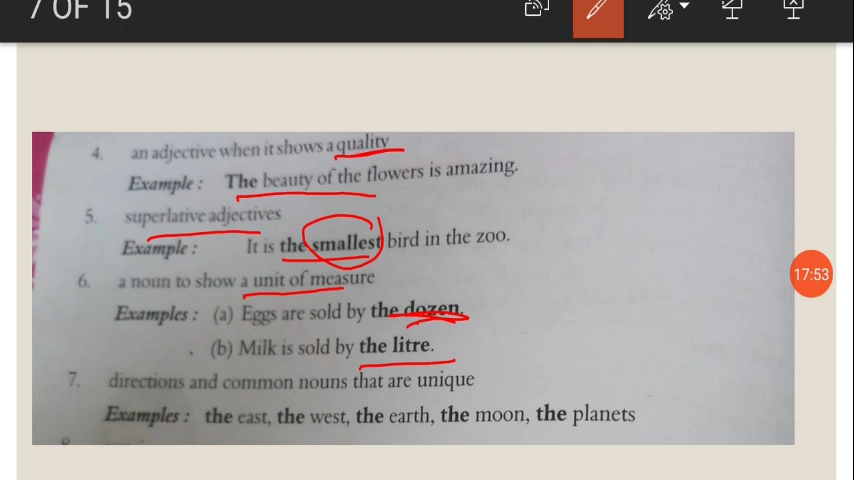 7 OF 15
4. an adjective when it shows a quality
Example : The beauty of the flowers is amazing.
5. superlative adjectives
Example : It is the smallest bird in the zoo.
17:53
6. a noun to show a unit of measure
Examples : (a) Eggs are sold by the dozen.
(b) Milk is sold by the litre.
7. directions and common nouns that are unique
Examples : the east, the west, the earth, the moon, the planets